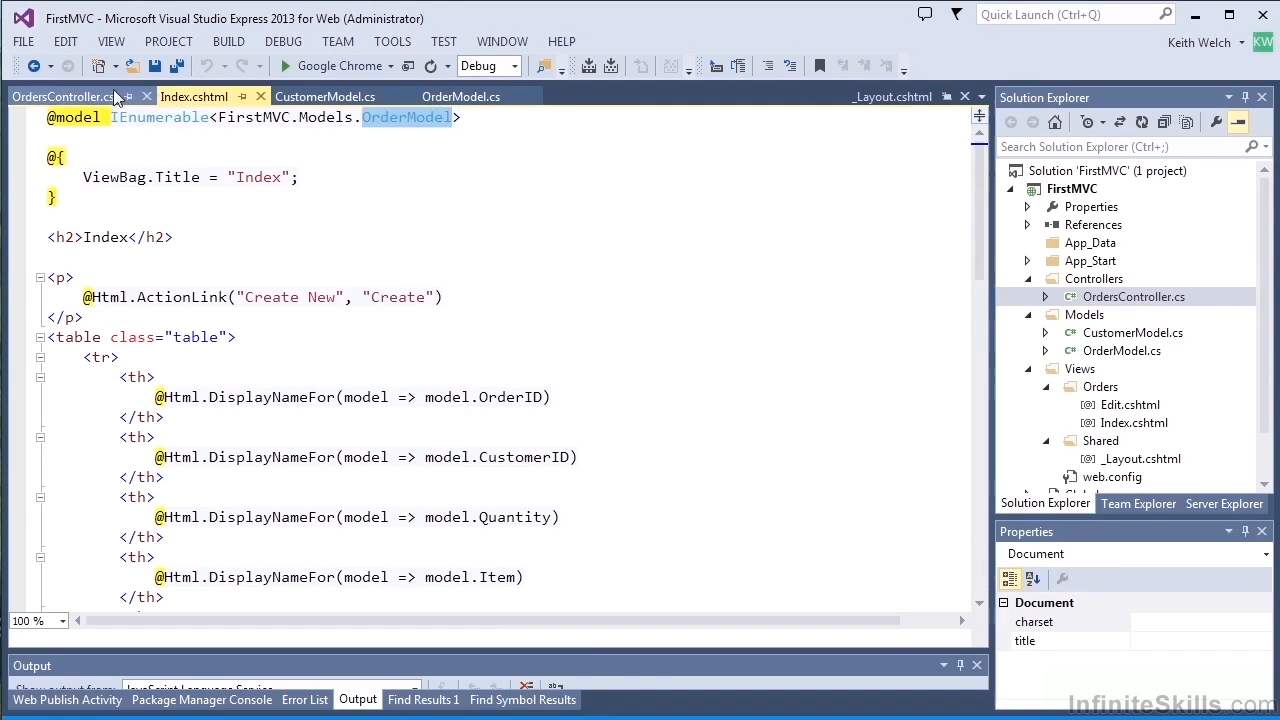 FirstMVC - Microsoft Visual Studio Express 2013 for Web (Administrator)
Quick Launch (Ctrl+Q)
FILE EDIT VIEW PROJECT BUILD DEBUG TEAM TOOLS TEST WINDOW HELP
Keith Welch KW
Google Chrome Debug
OrdersController.cs Index.cshtml CustomerModel.cs OrderModel.cs _Layout.cshtml
@model IEnumerable<FirstMVC.Models.OrderModel>
@{
ViewBag.Title = "Index";
}
<h2>Index</h2>
<p>
@Html.ActionLink("Create New", "Create")
</p>
<table class="table">
<tr>
<th>
@Html.DisplayNameFor(model => model.OrderID)
</th>
<th>
@Html.DisplayNameFor(model => model.CustomerID)
</th>
<th>
@Html.DisplayNameFor(model => model.Quantity)
</th>
<th>
@Html.DisplayNameFor(model => model.Item)
</th>
100 %
Output
Show output from: JavaScript Language Service
Web Publish Activity Package Manager Console Error List Output Find Results 1 Find Symbol Results
Solution Explorer
Search Solution Explorer (Ctrl+;)
Solution 'FirstMVC' (1 project)
FirstMVC
Properties
References
App_Data
App_Start
Controllers
C# OrdersController.cs
Models
C# CustomerModel.cs
C# OrderModel.cs
Views
Orders
[@] Edit.cshtml
[@] Index.cshtml
Shared
[@] _Layout.cshtml
web.config
Solution Explorer Team Explorer Server Explorer
Properties
Document
Document
charset
title
InfiniteSkills.com